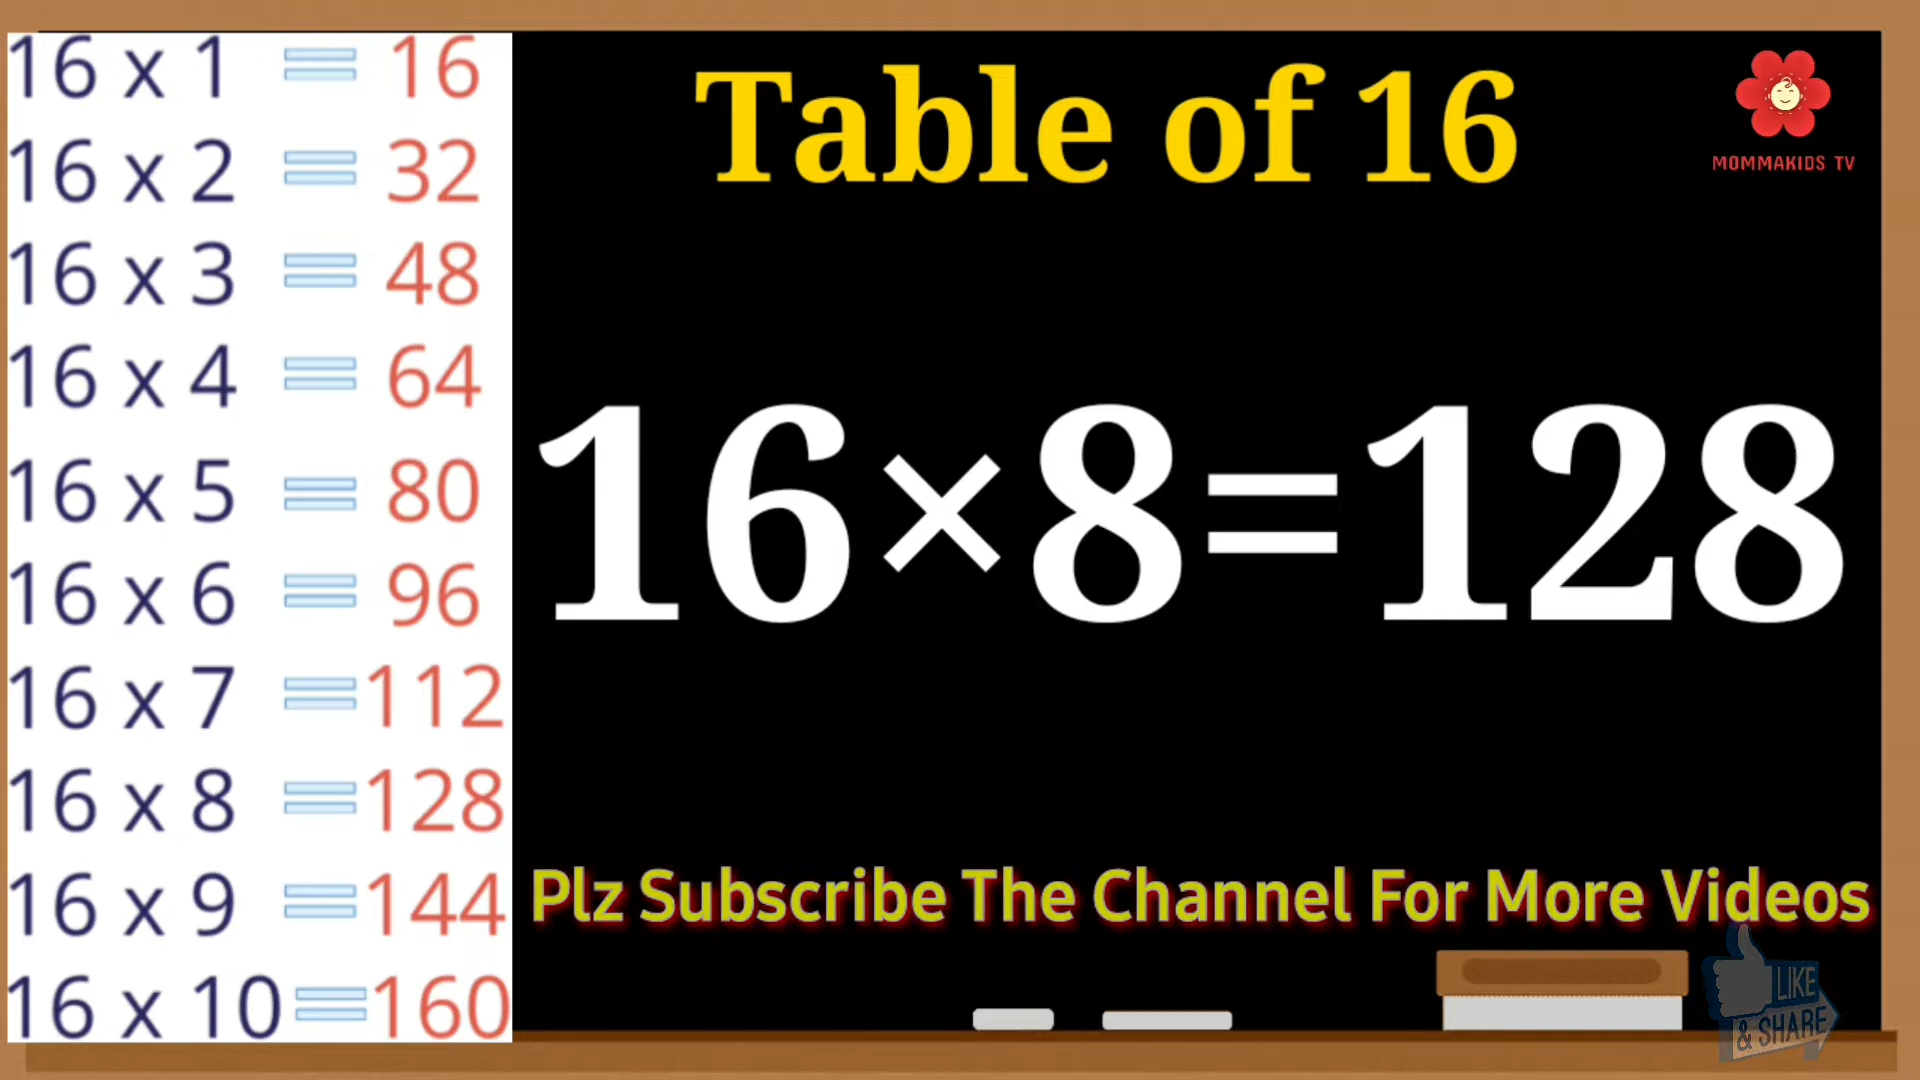 16 x 1 = 16
16 x 2 = 32
16 x 3 = 48
16 x 4 = 64
16 x 5 = 80
16 x 6 = 96
16 x 7 = 112
16 x 8 = 128
16 x 9 = 144
16 x 10 = 160
Table of 16
MOMMAKIDS TV
16×8=128
Plz Subscribe The Channel For More Videos
LIKE
& SHARE